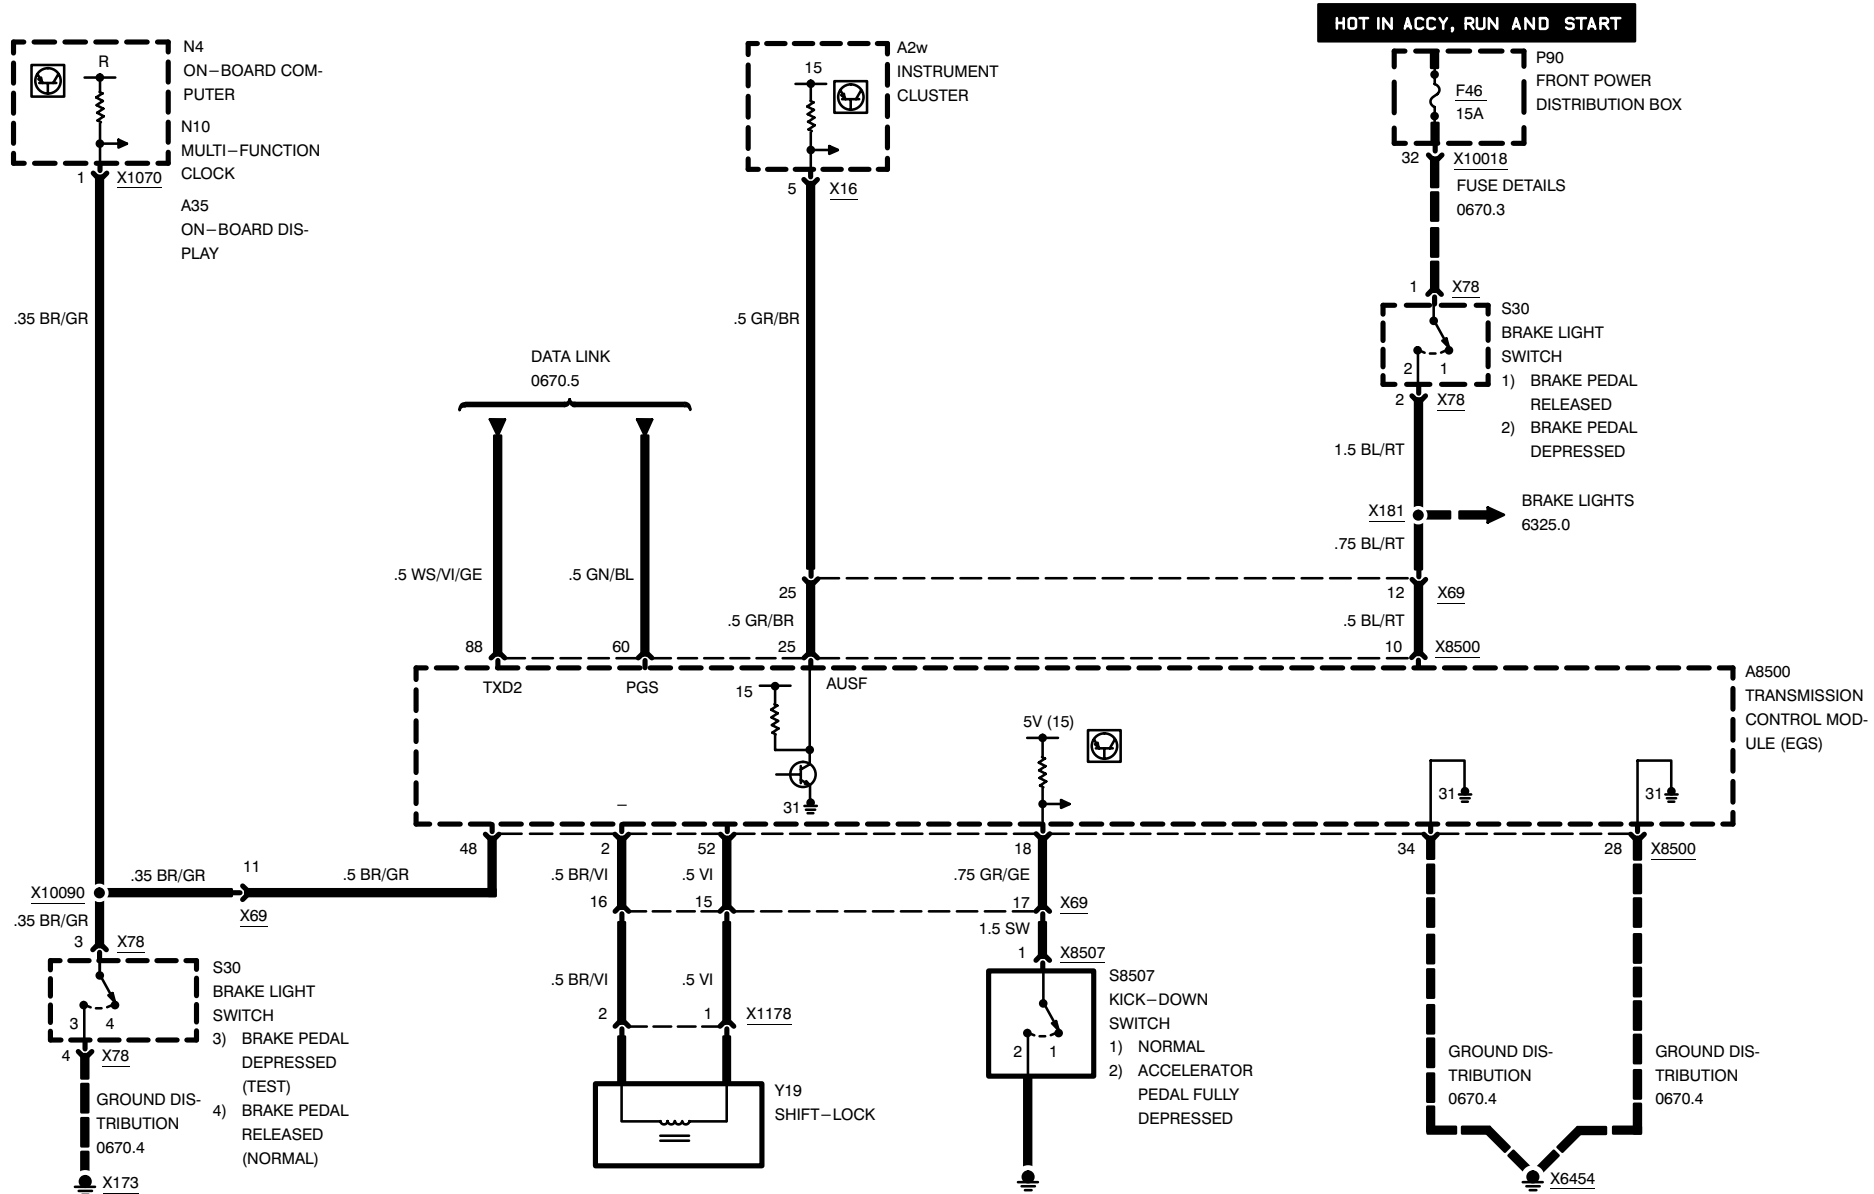 HOT IN ACCY, RUN AND START
N4
ON-BOARD COM-
PUTER
N10
MULTI-FUNCTION
CLOCK
A35
ON-BOARD DIS-
PLAY
R
1
X1070
.35 BR/GR
A2w
INSTRUMENT
CLUSTER
15
5
X16
.5 GR/BR
P90
FRONT POWER
DISTRIBUTION BOX
F46
15A
32
X10018
FUSE DETAILS
0670.3
1
X78
S30
BRAKE LIGHT
SWITCH
1) BRAKE PEDAL
RELEASED
2) BRAKE PEDAL
DEPRESSED
2
1
2
X78
1.5 BL/RT
X181
BRAKE LIGHTS
6325.0
.75 BL/RT
DATA LINK
0670.5
.5 WS/VI/GE
.5 GN/BL
25
12
X69
.5 GR/BR
.5 BL/RT
88
60
25
10
X8500
TXD2
PGS
AUSF
15
31
5V (15)
31
31
A8500
TRANSMISSION
CONTROL MOD-
ULE (EGS)
–
48
2
52
18
34
28
X8500
.35 BR/GR
11
.5 BR/GR
X10090
X69
.35 BR/GR
.5 BR/VI
.5 VI
.75 GR/GE
16
15
17
X69
1.5 SW
3
X78
1
X8507
S30
BRAKE LIGHT
SWITCH
3) BRAKE PEDAL
DEPRESSED
(TEST)
4) BRAKE PEDAL
RELEASED
(NORMAL)
3
4
4
X78
GROUND DIS-
TRIBUTION
0670.4
X173
.5 BR/VI
.5 VI
2
1
X1178
Y19
SHIFT-LOCK
S8507
KICK-DOWN
SWITCH
1) NORMAL
2) ACCELERATOR
PEDAL FULLY
DEPRESSED
2
1
GROUND DIS-
TRIBUTION
0670.4
GROUND DIS-
TRIBUTION
0670.4
X6454